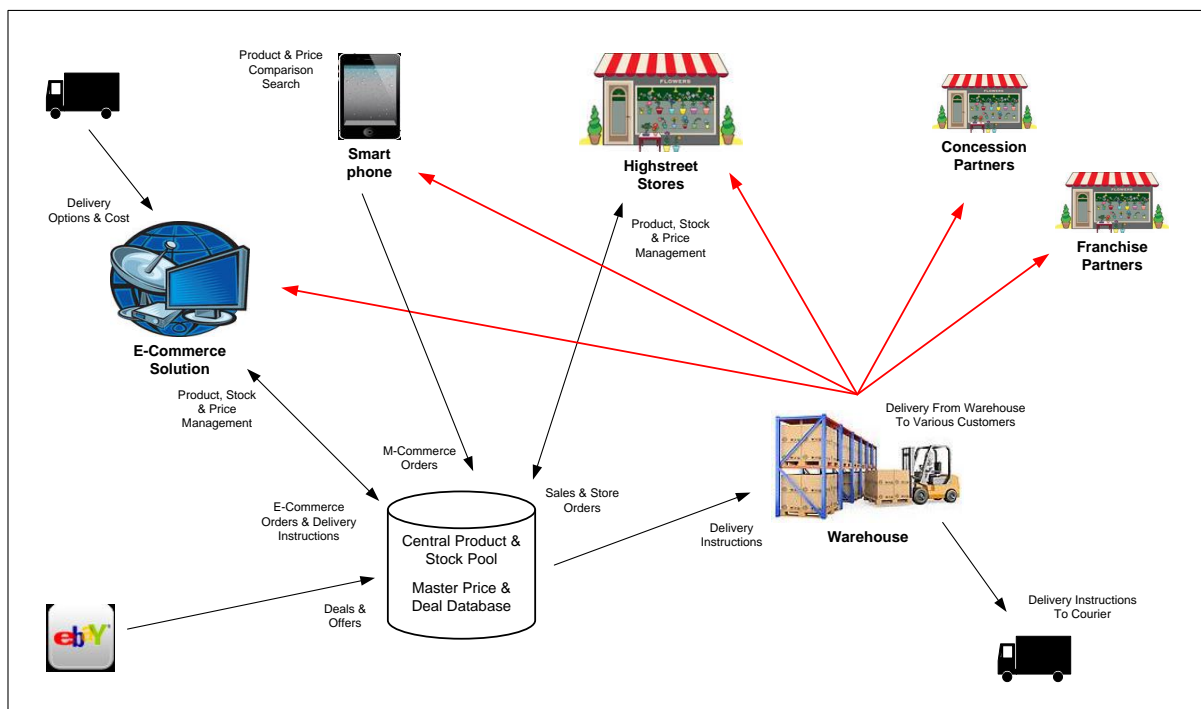 Product & Price
Comparison
Search
FLOWERS
FLOWERS
FLOWERS
Smart
phone
Highstreet
Stores
Concession
Partners
Franchise
Partners
Delivery
Options & Cost
Product, Stock
& Price
Management
E-Commerce
Solution
Product, Stock
& Price
Management
Delivery From Warehouse
To Various Customers
M-Commerce
Orders
E-Commerce
Orders & Delivery
Instructions
Sales & Store
Orders
Central Product &
Stock Pool
Master Price &
Deal Database
Delivery
Instructions
Warehouse
Deals &
Offers
ebay
Delivery Instructions
To Courier